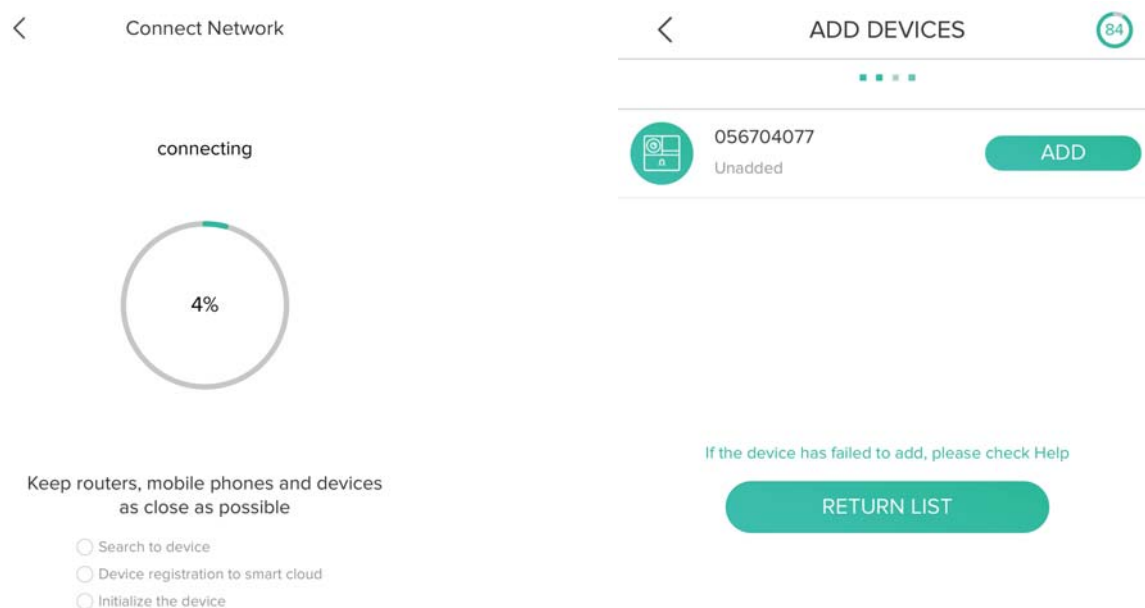 Connect Network
connecting
4%
Keep routers, mobile phones and devices
as close as possible
Search to device
Device registration to smart cloud
Initialize the device
ADD DEVICES
84
056704077
Unadded
ADD
If the device has failed to add, please check Help
RETURN LIST